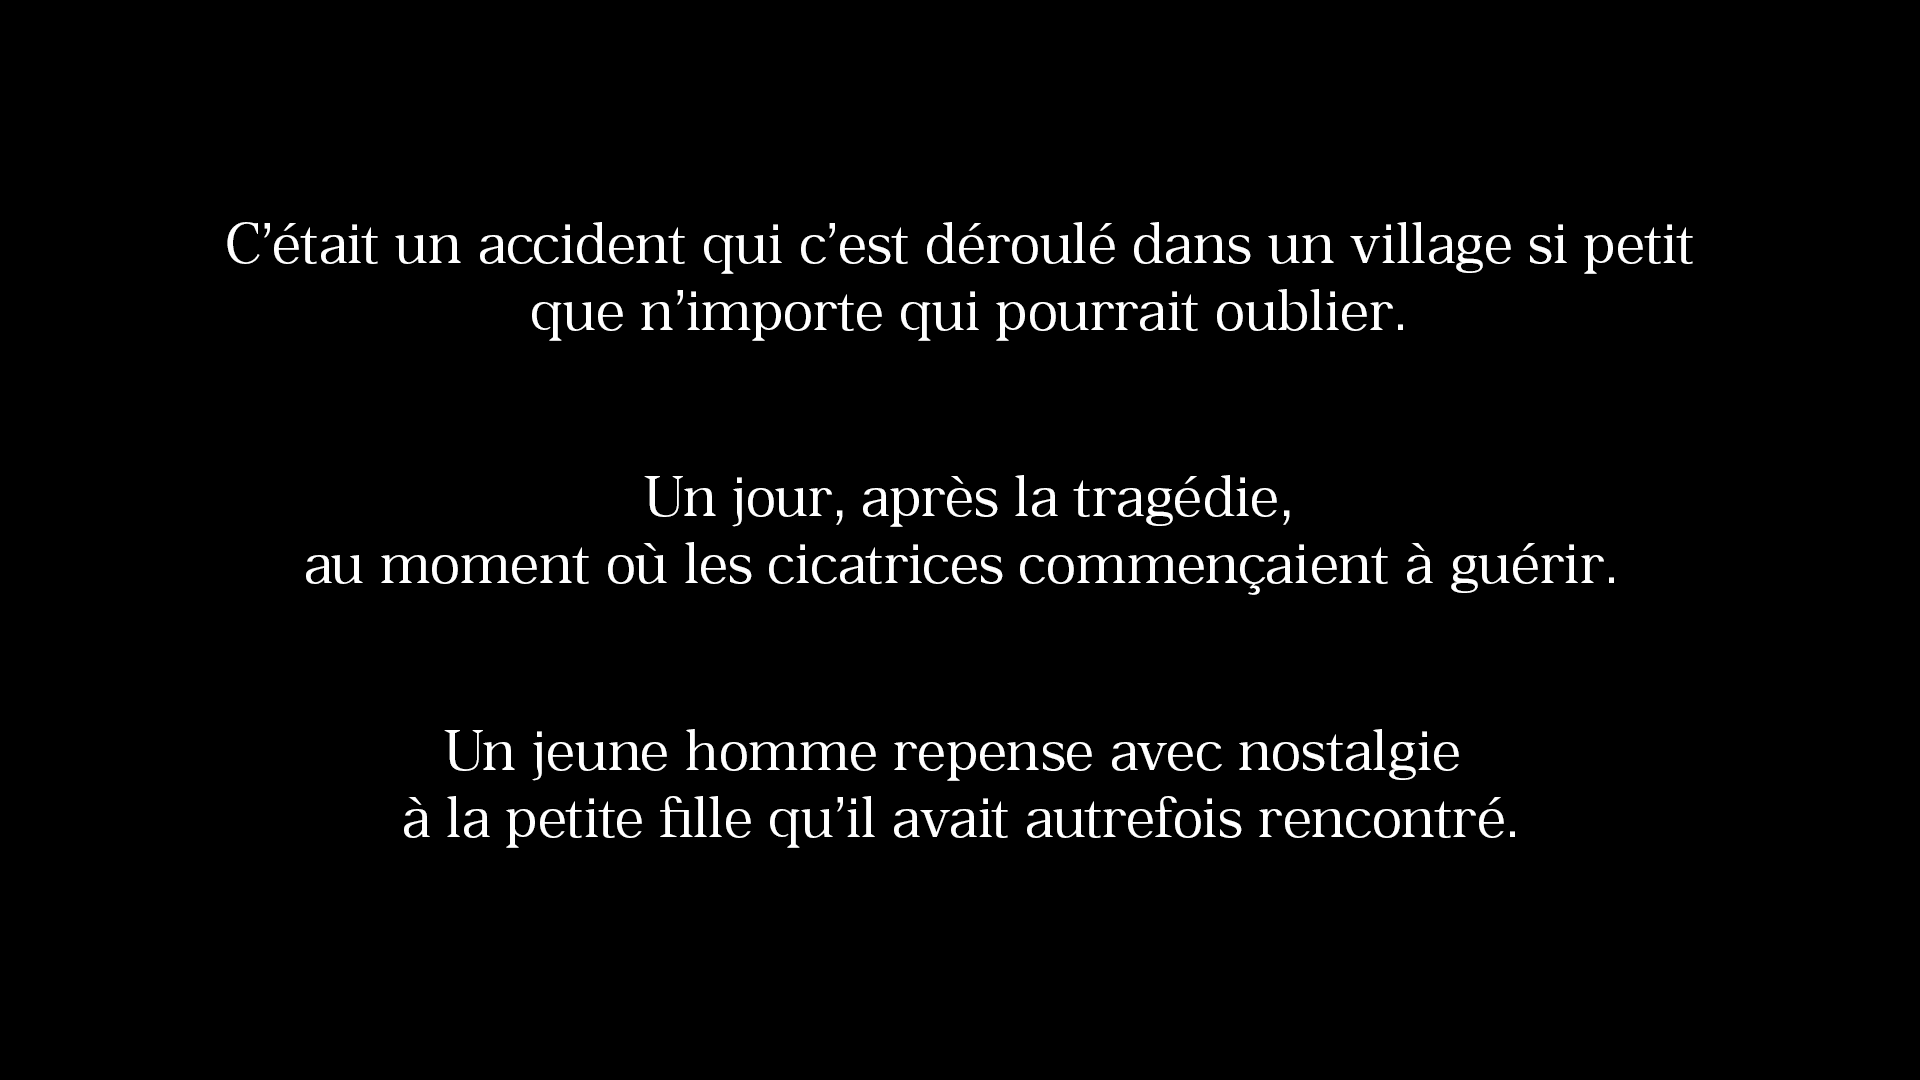 C’était un accident qui c’est déroulé dans un village si petit
que n’importe qui pourrait oublier.
Un jour, après la tragédie,
au moment où les cicatrices commençaient à guérir.
Un jeune homme repense avec nostalgie
à la petite fille qu’il avait autrefois rencontré.